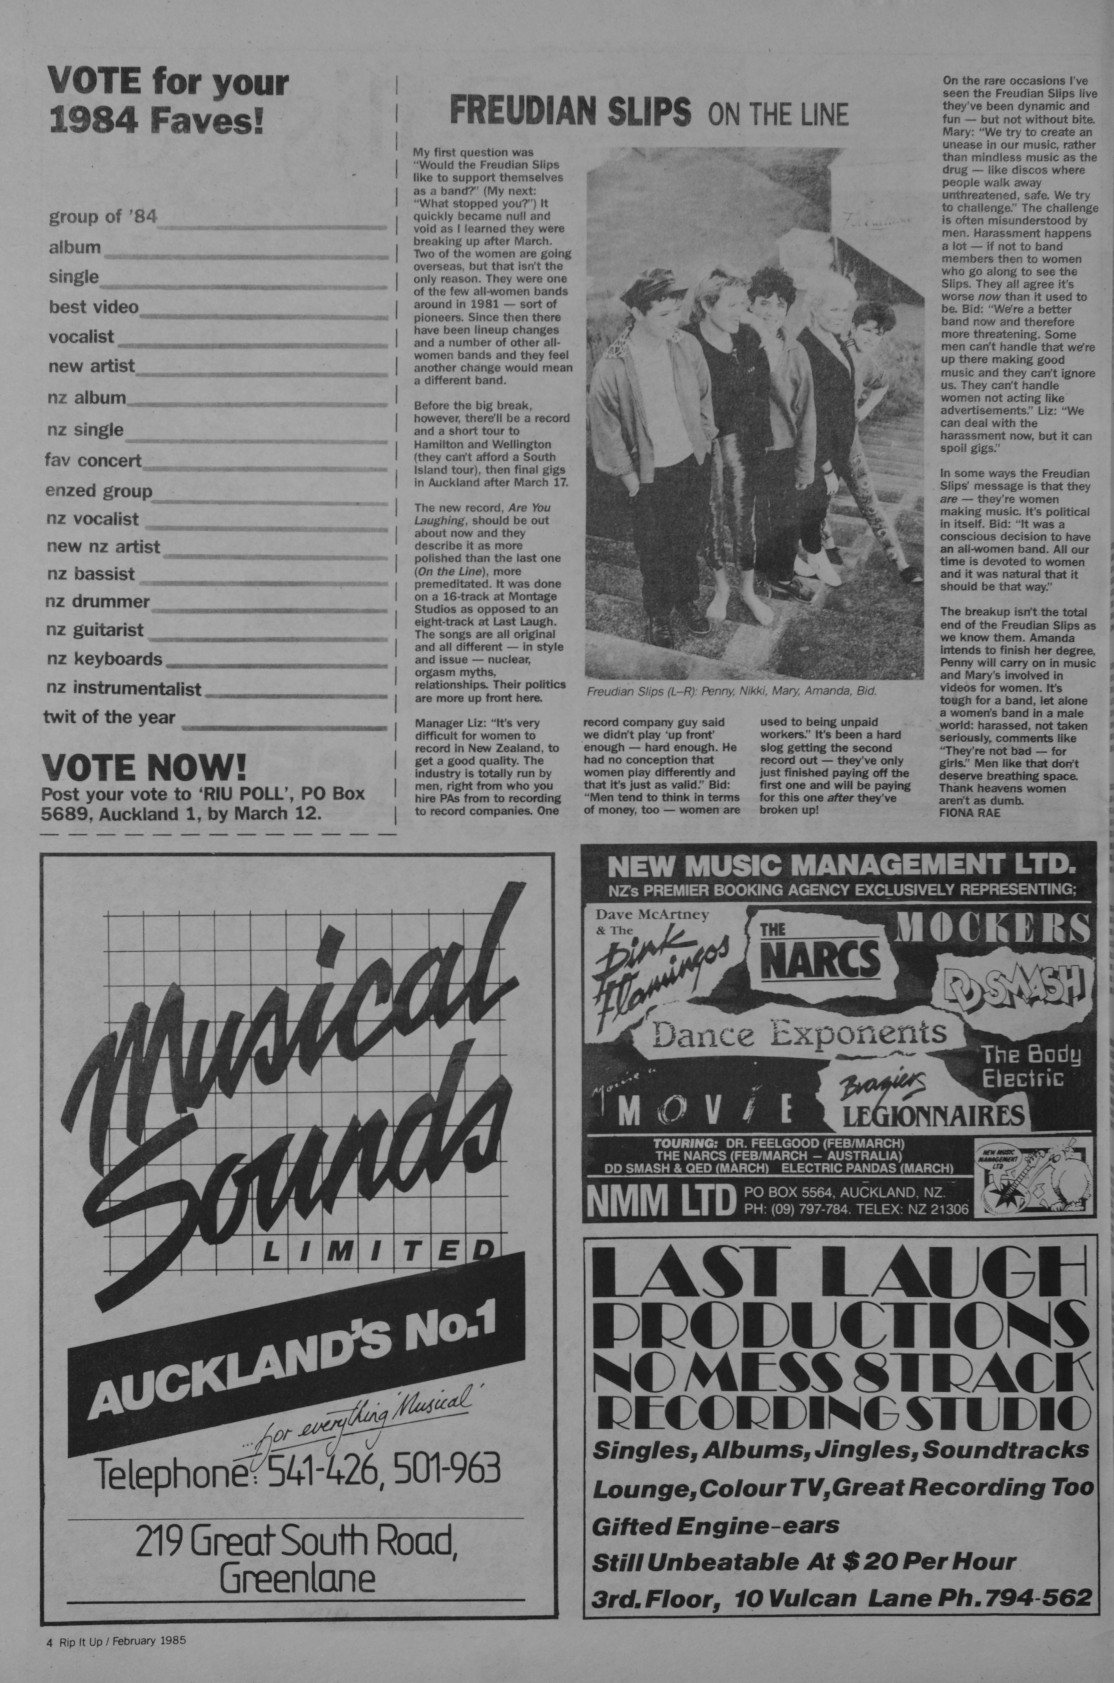 VOTE for your
1984 Faves!
group of '84
album
single
best video
vocalist
new artist
nz album
nz single
fav concert
enzed group
nz vocalist
new nz artist
nz bassist
nz drummer
nz guitarist
nz keyboards
nz instrumentalist
twit of the year
VOTE NOW!
Post your vote to 'RIU POLL', PO Box
5689, Auckland 1, by March 12.
FREUDIAN SLIPS ON THE LINE
My first question was
"Would the Freudian Slips
like to support themselves
as a band?" (My next:
"What stopped you?") It
quickly became null and
void as I learned they were
breaking up after March.
Two of the women are going
overseas, but that isn't the
only reason. They were one
of the few all-women bands
around in 1981 — sort of
pioneers. Since then there
have been lineup changes
and a number of other all-
women bands and they feel
another change would mean
a different band.
Before the big break,
however, there'll be a record
and a short tour to
Hamilton and Wellington
(they can't afford a South
Island tour), then final gigs
in Auckland after March 17.
The new record, Are You
Laughing, should be out
about now and they
describe it as more
polished than the last one
(On the Line), more
premeditated. It was done
on a 16-track at Montage
Studios as opposed to an
eight-track at Last Laugh.
The songs are all original
and all different — in style
and issue — nuclear,
orgasm myths,
relationships. Their politics
are more up front here.
Manager Liz: "It's very
difficult for women to
record in New Zealand, to
get a good quality. The
industry is totally run by
men, right from who you
hire PAs from to recording
to record companies. One
Freudian Slips (L–R): Penny, Nikki, Mary, Amanda, Bid.
record company guy said
we didn't play 'up front'
enough — hard enough. He
had no conception that
women play differently and
that it's just as valid." Bid:
"Men tend to think in terms
of money, too — women are
used to being unpaid
workers." It's been a hard
slog getting the second
record out — they've only
just finished paying off the
first one and will be paying
for this one after they've
broken up!
On the rare occasions I've
seen the Freudian Slips live
they've been dynamic and
fun — but not without bite.
Mary: "We try to create an
unease in our music, rather
than mindless music as the
drug — like discos where
people walk away
unthreatened, safe. We try
to challenge." The challenge
is often misunderstood by
men. Harassment happens
a lot — if not to band
members then to women
who go along to see the
Slips. They all agree it's
worse now than it used to
be. Bid: "We're a better
band now and therefore
more threatening. Some
men can't handle that we're
up there making good
music and they can't ignore
us. They can't handle
women not acting like
advertisements." Liz: "We
can deal with the
harassment now, but it can
spoil gigs."
In some ways the Freudian
Slips' message is that they
are — they're women
making music. It's political
in itself. Bid: "It was a
conscious decision to have
an all-women band. All our
time is devoted to women
and it was natural that it
should be that way."
The breakup isn't the total
end of the Freudian Slips as
we know them. Amanda
intends to finish her degree,
Penny will carry on in music
and Mary's involved in
videos for women. It's
tough for a band, let alone
a women's band in a male
world: harassed, not taken
seriously, comments like
"They're not bad — for
girls." Men like that don't
deserve breathing space.
Thank heavens women
aren't as dumb.
FIONA RAE
Musical
Sounds
LIMITED
AUCKLAND'S No.1
...for everything 'Musical'
Telephone: 541-426, 501-963
219 Great South Road,
Greenlane
NEW MUSIC MANAGEMENT LTD.
NZ's PREMIER BOOKING AGENCY EXCLUSIVELY REPRESENTING;
Dave McArtney
& The
Pink
Flamingos
THE
NARCS
MOCKERS
DD SMASH
Dance Exponents
The Body
Electric
MOVIE
Braziers
LEGIONNAIRES
TOURING: DR. FEELGOOD (FEB/MARCH)
THE NARCS (FEB/MARCH – AUSTRALIA)
DD SMASH & QED (MARCH) ELECTRIC PANDAS (MARCH)
NMM LTD
PO BOX 5564, AUCKLAND, NZ.
PH: (09) 797-784. TELEX: NZ 21306
NEW MUSIC
MANAGEMENT
LTD
LAST LAUGH
PRODUCTIONS
NO MESS 8 TRACK
RECORDING STUDIO
Singles, Albums, Jingles, Soundtracks
Lounge, Colour TV, Great Recording Too
Gifted Engine-ears
Still Unbeatable At $20 Per Hour
3rd. Floor, 10 Vulcan Lane Ph. 794-562
4 Rip It Up / February 1985